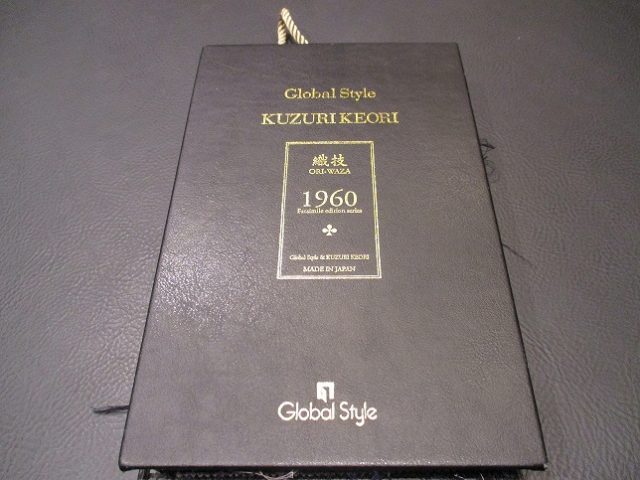 Global Style
KUZURI KEORI
織技
ORI-WAZA
1960
Facsimile edition series
Global Style & KUZURI KEORI
MADE IN JAPAN
Global Style